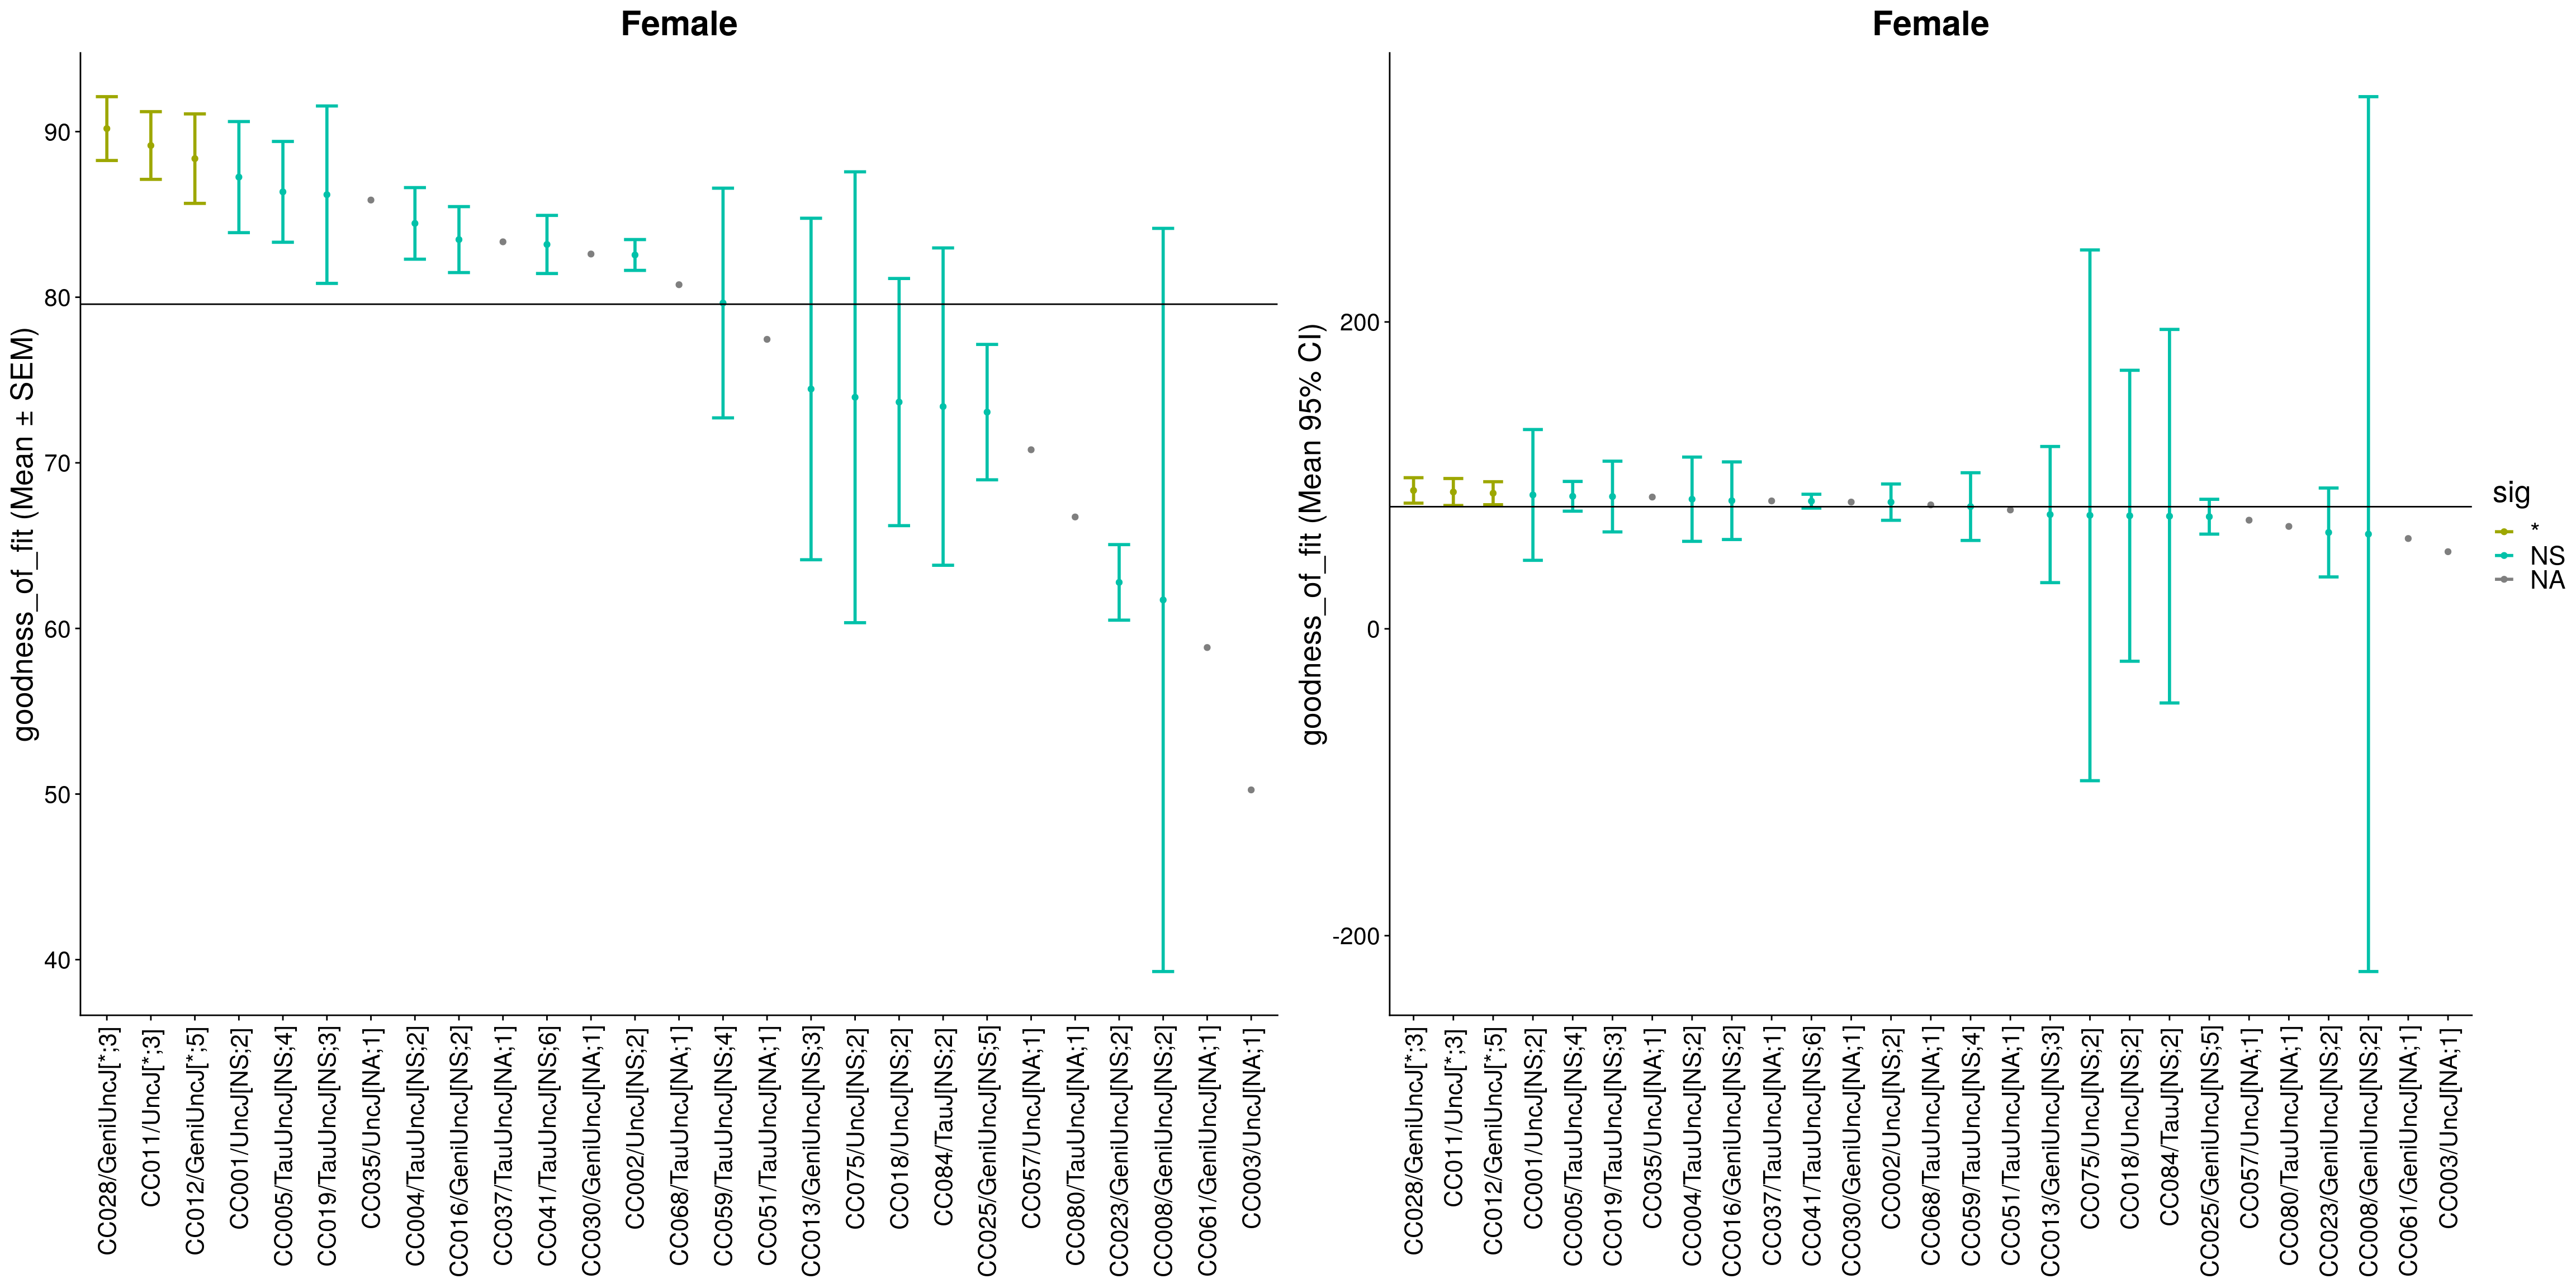 Female
goodness_of_fit (Mean ± SEM)
90
80
70
60
50
40
CC028/GeniUncJ[*;3]
CC011/UncJ[*;3]
CC012/GeniUncJ[*;5]
CC001/UncJ[NS;2]
CC005/TauUncJ[NS;4]
CC019/TauUncJ[NS;3]
CC035/UncJ[NA;1]
CC004/TauUncJ[NS;2]
CC016/GeniUncJ[NS;2]
CC037/TauUncJ[NA;1]
CC041/TauUncJ[NS;6]
CC030/GeniUncJ[NA;1]
CC002/UncJ[NS;2]
CC068/TauUncJ[NA;1]
CC059/TauUncJ[NS;4]
CC051/TauUncJ[NA;1]
CC013/GeniUncJ[NS;3]
CC075/UncJ[NS;2]
CC018/UncJ[NS;2]
CC084/TauJ[NS;2]
CC025/GeniUncJ[NS;5]
CC057/UncJ[NA;1]
CC080/TauUncJ[NA;1]
CC023/GeniUncJ[NS;2]
CC008/GeniUncJ[NS;2]
CC061/GeniUncJ[NA;1]
CC003/UncJ[NA;1]
Female
goodness_of_fit (Mean 95% CI)
200
0
-200
CC028/GeniUncJ[*;3]
CC011/UncJ[*;3]
CC012/GeniUncJ[*;5]
CC001/UncJ[NS;2]
CC005/TauUncJ[NS;4]
CC019/TauUncJ[NS;3]
CC035/UncJ[NA;1]
CC004/TauUncJ[NS;2]
CC016/GeniUncJ[NS;2]
CC037/TauUncJ[NA;1]
CC041/TauUncJ[NS;6]
CC030/GeniUncJ[NA;1]
CC002/UncJ[NS;2]
CC068/TauUncJ[NA;1]
CC059/TauUncJ[NS;4]
CC051/TauUncJ[NA;1]
CC013/GeniUncJ[NS;3]
CC075/UncJ[NS;2]
CC018/UncJ[NS;2]
CC084/TauJ[NS;2]
CC025/GeniUncJ[NS;5]
CC057/UncJ[NA;1]
CC080/TauUncJ[NA;1]
CC023/GeniUncJ[NS;2]
CC008/GeniUncJ[NS;2]
CC061/GeniUncJ[NA;1]
CC003/UncJ[NA;1]
sig
*
NS
NA